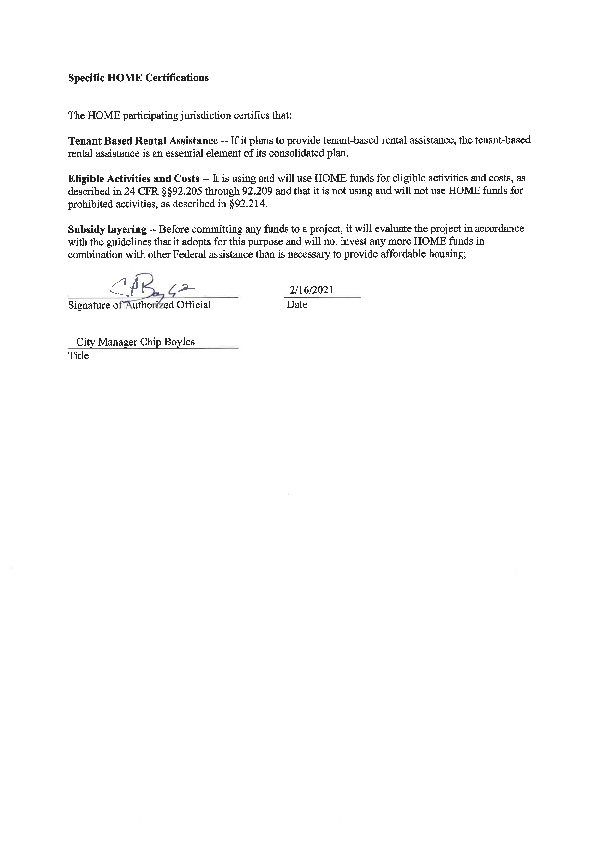 Specific HOME Certifications
The HOME participating jurisdiction certifies that:
Tenant Based Rental Assistance -- If it plans to provide tenant-based rental assistance, the tenant-based
rental assistance is an essential element of its consolidated plan.
Eligible Activities and Costs -- It is using and will use HOME funds for eligible activities and costs, as
described in 24 CFR §§92.205 through 92.209 and that it is not using and will not use HOME funds for
prohibited activities, as described in §92.214.
Subsidy layering -- Before committing any funds to a project, it will evaluate the project in accordance
with the guidelines that it adopts for this purpose and will not invest any more HOME funds in
combination with other Federal assistance than is necessary to provide affordable housing;
2/16/2021
Signature of Authorized Official Date
City Manager Chip Boyles
Title